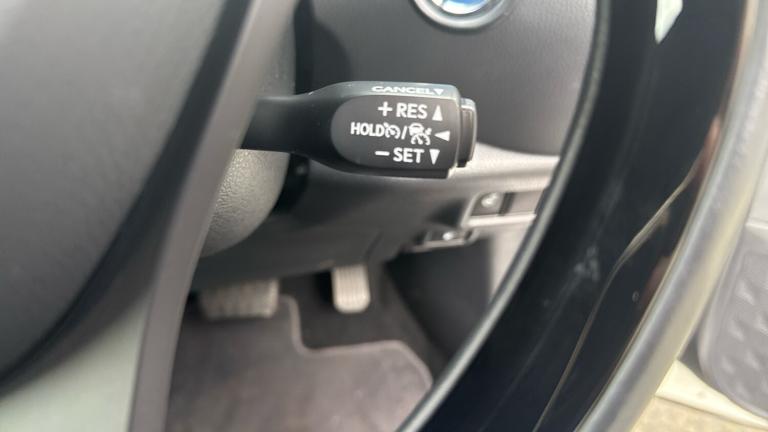 CANCEL▼
+RES▲
HOLD/◄
−SET▼